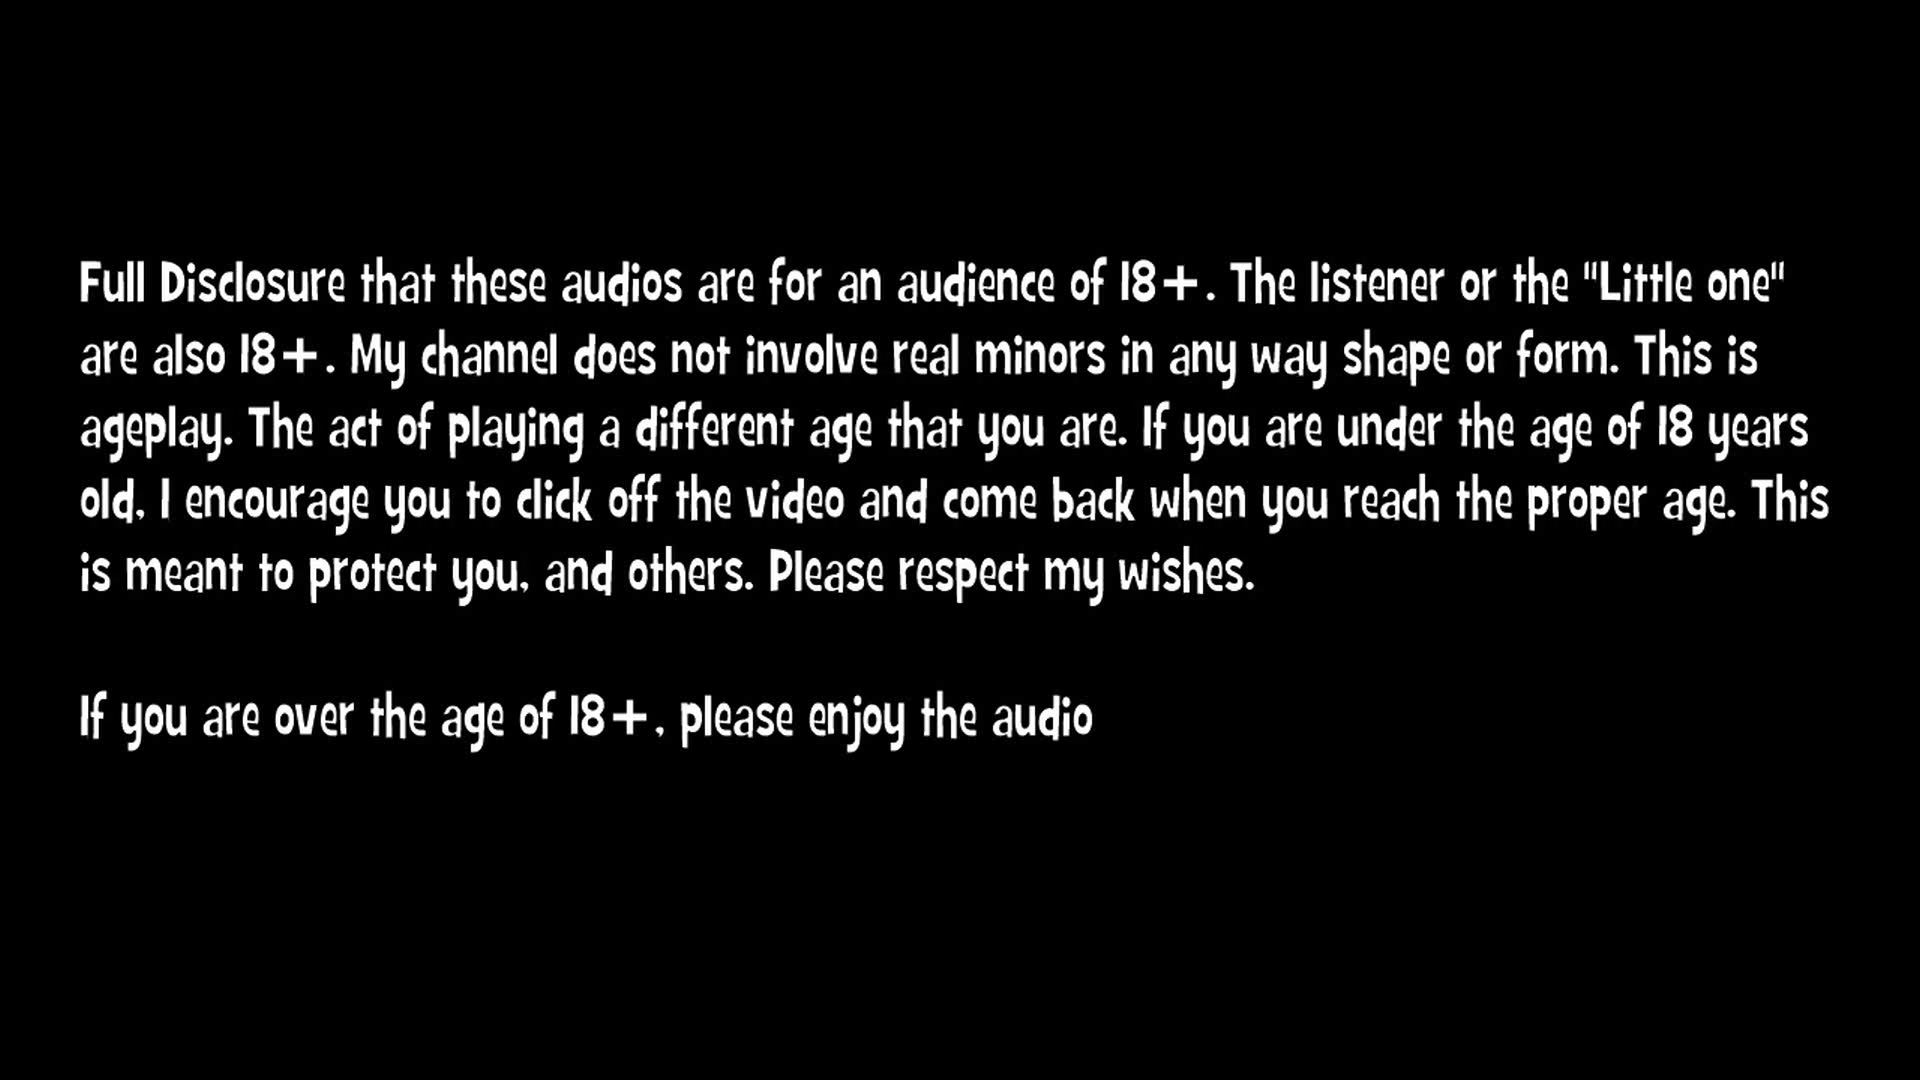 Full Disclosure that these audios are for an audience of 18+. The listener or the "Little one"
are also 18+. My channel does not involve real minors in any way shape or form. This is
ageplay. The act of playing a different age that you are. If you are under the age of 18 years
old, I encourage you to click off the video and come back when you reach the proper age. This
is meant to protect you, and others. Please respect my wishes.
If you are over the age of 18+, please enjoy the audio